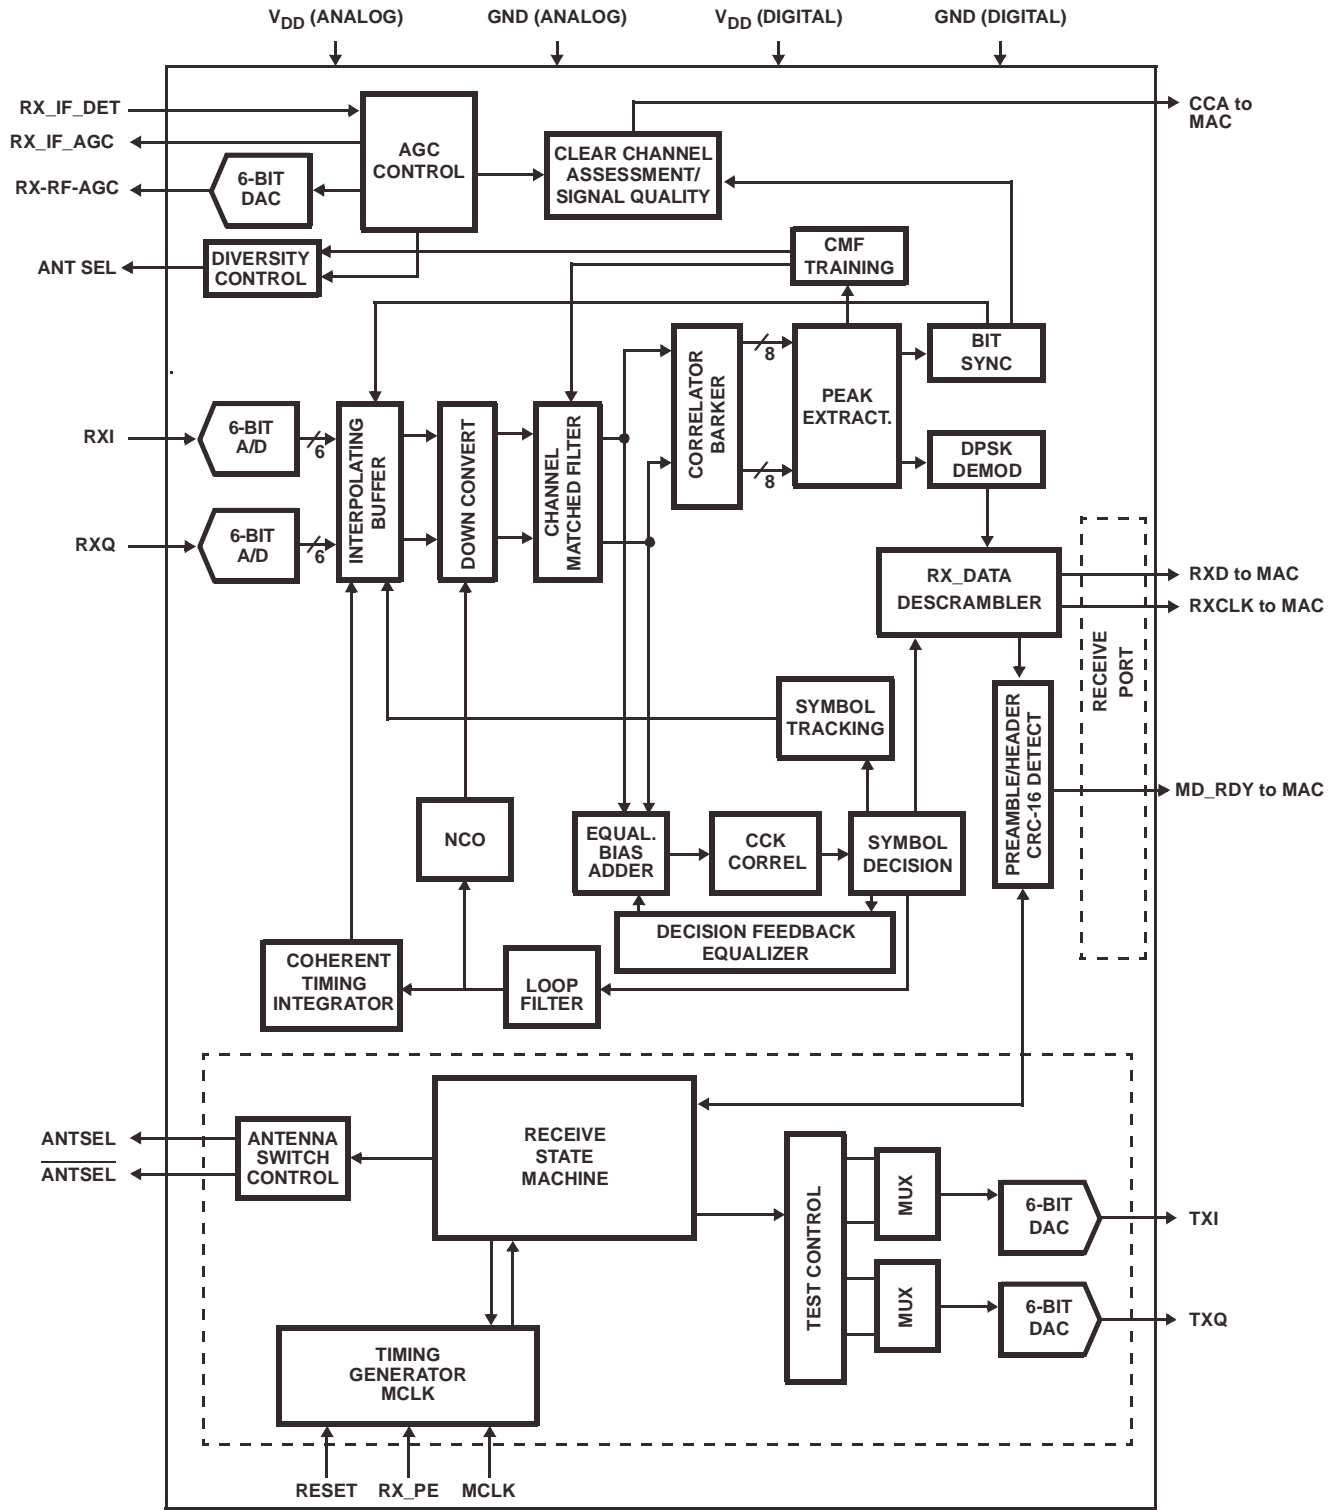 V_DD (ANALOG) GND (ANALOG) V_DD (DIGITAL) GND (DIGITAL)
RX_IF_DET
RX_IF_AGC
RX-RF-AGC
6-BIT
DAC
AGC
CONTROL
CLEAR CHANNEL
ASSESSMENT/
SIGNAL QUALITY
CCA to
MAC
ANT SEL
DIVERSITY
CONTROL
CMF
TRAINING
BIT
SYNC
RXI
6-BIT
A/D
6
RXQ
6-BIT
A/D
6
INTERPOLATING
BUFFER
DOWN CONVERT
CHANNEL
MATCHED FILTER
CORRELATOR
BARKER
8
8
PEAK
EXTRACT.
DPSK
DEMOD
RX_DATA
DESCRAMBLER
RXD to MAC
RXCLK to MAC
RECEIVE
PORT
SYMBOL
TRACKING
PREAMBLE/HEADER
CRC-16 DETECT
MD_RDY to MAC
NCO
EQUAL.
BIAS
ADDER
CCK
CORREL
SYMBOL
DECISION
DECISION FEEDBACK
EQUALIZER
COHERENT
TIMING
INTEGRATOR
LOOP
FILTER
ANTSEL
ANTSEL
ANTENNA
SWITCH
CONTROL
RECEIVE
STATE
MACHINE
TEST CONTROL
MUX
6-BIT
DAC
TXI
MUX
6-BIT
DAC
TXQ
TIMING
GENERATOR
MCLK
RESET RX_PE MCLK